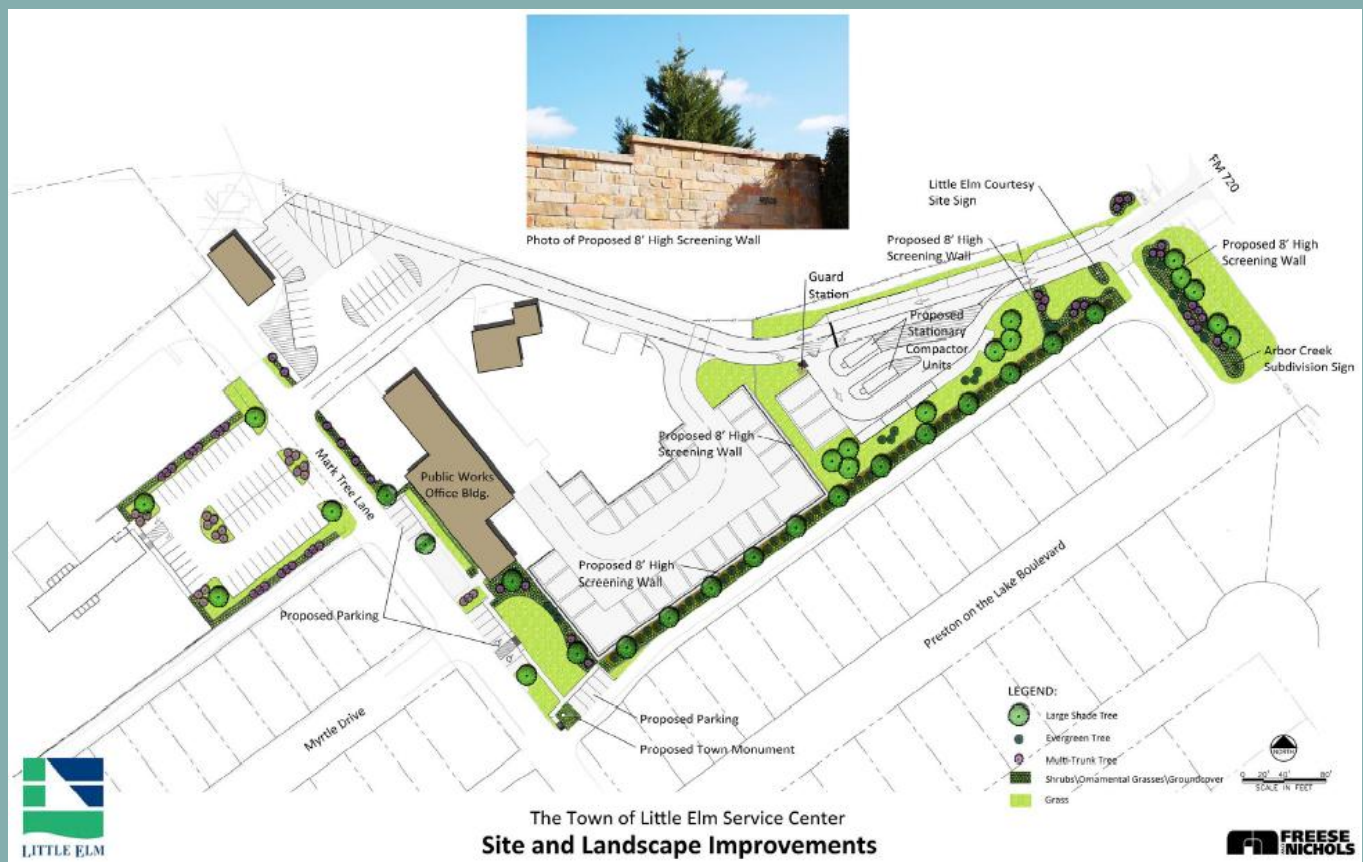 Photo of Proposed 8' High Screening Wall
FM 720
Little Elm Courtesy
Site Sign
Proposed 8' High
Screening Wall
Proposed 8' High
Screening Wall
Guard
Station
Proposed
Stationary
Compactor
Units
Arbor Creek
Subdivision Sign
Proposed 8' High
Screening Wall
Mark Tree Lane
Public Works
Office Bldg.
Proposed 8' High
Screening Wall
Preston on the Lake Boulevard
Proposed Parking
Myrtle Drive
Proposed Parking
Proposed Town Monument
LEGEND:
Large Shade Tree
Evergreen Tree
Multi-Trunk Tree
Shrubs\Ornamental Grasses\Groundcover
Grass
NORTH
0 20' 40' 80'
SCALE IN FEET
LITTLE ELM
The Town of Little Elm Service Center
Site and Landscape Improvements
FREESE
NICHOLS